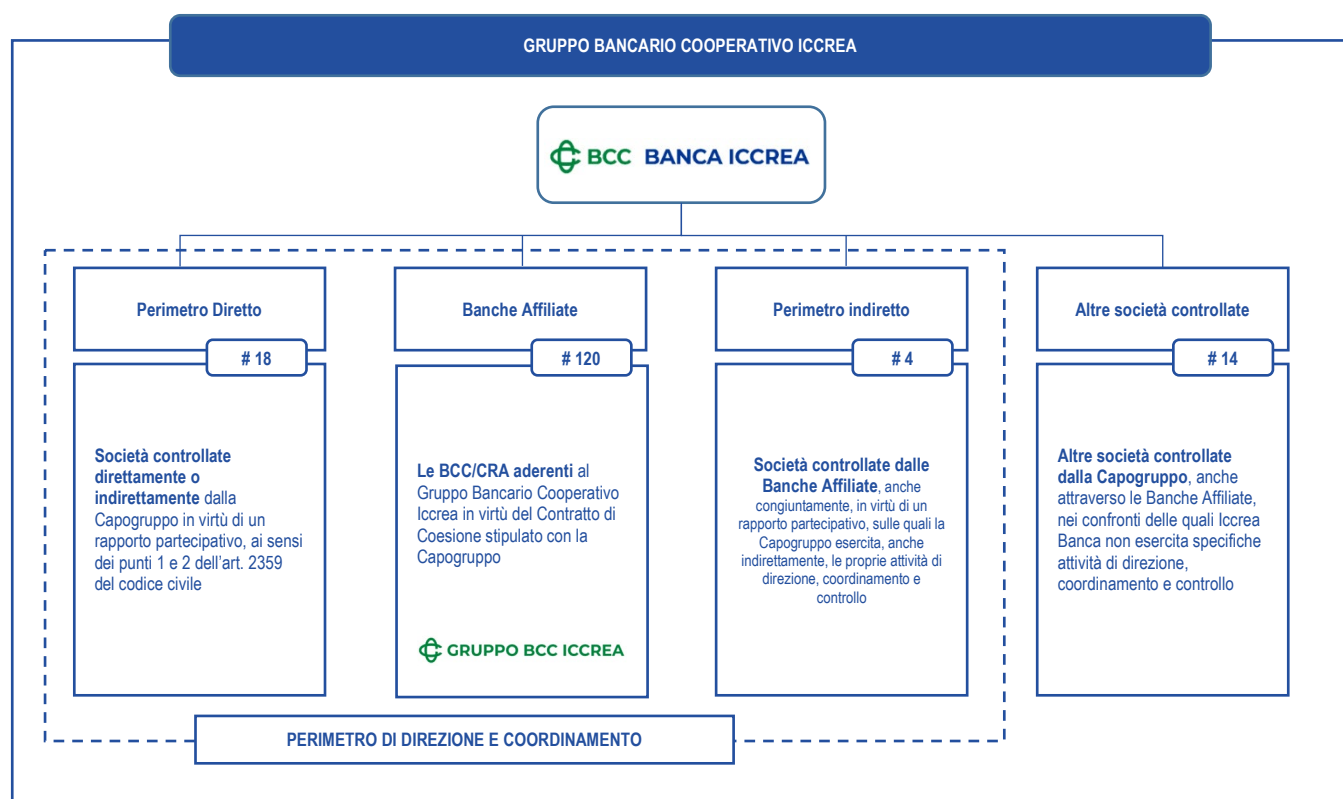 GRUPPO BANCARIO COOPERATIVO ICCREA
BCC BANCA ICCREA
Perimetro Diretto
# 18
Società controllate
direttamente o
indirettamente dalla
Capogruppo in virtù di un
rapporto partecipativo, ai sensi
dei punti 1 e 2 dell'art. 2359
del codice civile
Banche Affiliate
# 120
Le BCC/CRA aderenti al
Gruppo Bancario Cooperativo
Iccrea in virtù del Contratto di
Coesione stipulato con la
Capogruppo
GRUPPO BCC ICCREA
Perimetro indiretto
# 4
Società controllate dalle
Banche Affiliate, anche
congiuntamente, in virtù di un
rapporto partecipativo, sulle quali la
Capogruppo esercita, anche
indirettamente, le proprie attività di
direzione, coordinamento e
controllo
Altre società controllate
# 14
Altre società controllate
dalla Capogruppo, anche
attraverso le Banche Affiliate,
nei confronti delle quali Iccrea
Banca non esercita specifiche
attività di direzione,
coordinamento e controllo
PERIMETRO DI DIREZIONE E COORDINAMENTO